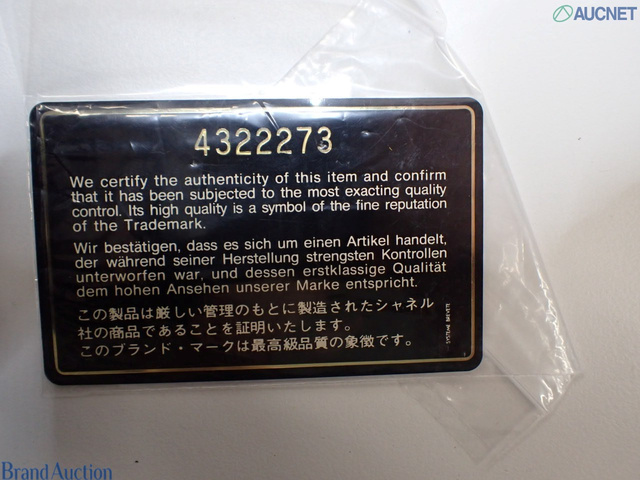 AUCNET
4322273
We certify the authenticity of this item and confirm
that it has been subjected to the most exacting quality
control. Its high quality is a symbol of the fine reputation
of the Trademark.
Wir bestätigen, dass es sich um einen Artikel handelt,
der während seiner Herstellung strengsten Kontrollen
unterworfen war, und dessen erstklassige Qualität
dem hohen Ansehen unserer Marke entspricht.
この製品は厳しい管理のもとに製造されたシャネル
社の商品であることを証明いたします。
このブランド・マークは最高級品質の象徴です。
Brand Auction